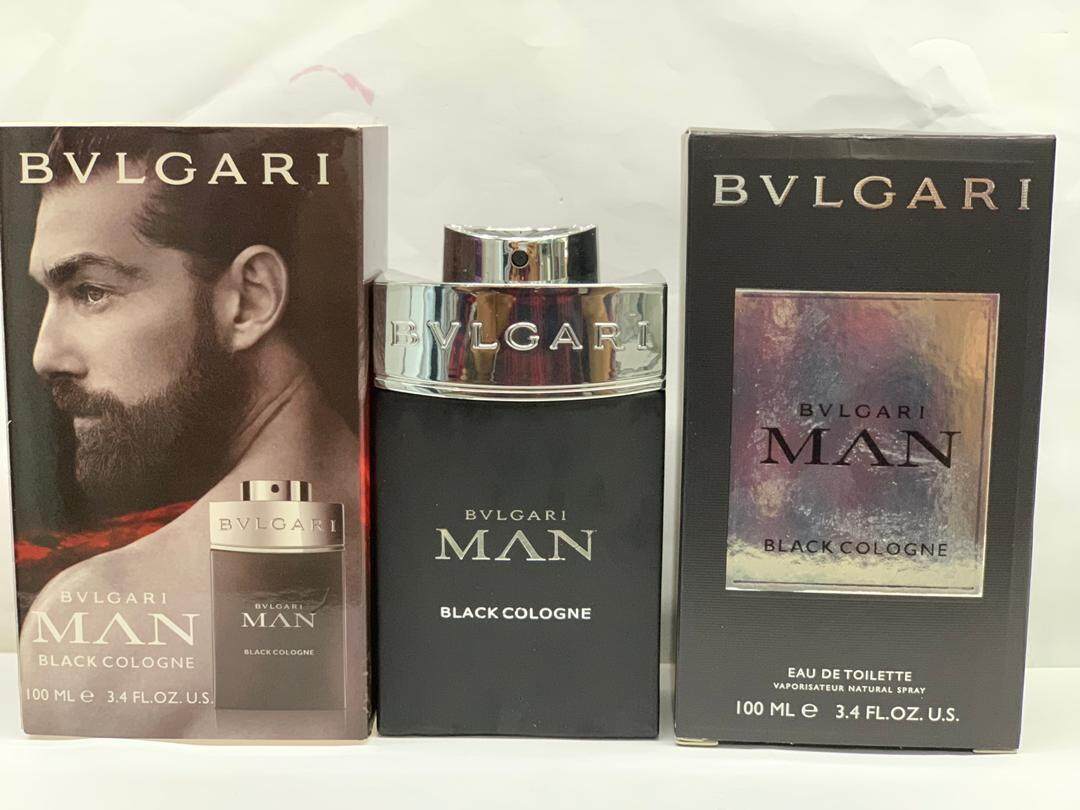 BVLGARI
BVLGARI
MAN
BLACK COLOGNE
100 ML e 3.4 FL.OZ. U.S.
BVLGARI
BVLGARI
MAN
BLACK COLOGNE
BVLGARI
BVLGARI
MAN
BLACK COLOGNE
BVLGARI
BVLGARI
MAN
BLACK COLOGNE
EAU DE TOILETTE
VAPORISATEUR NATURAL SPRAY
100 ML e 3.4 FL.OZ. U.S.